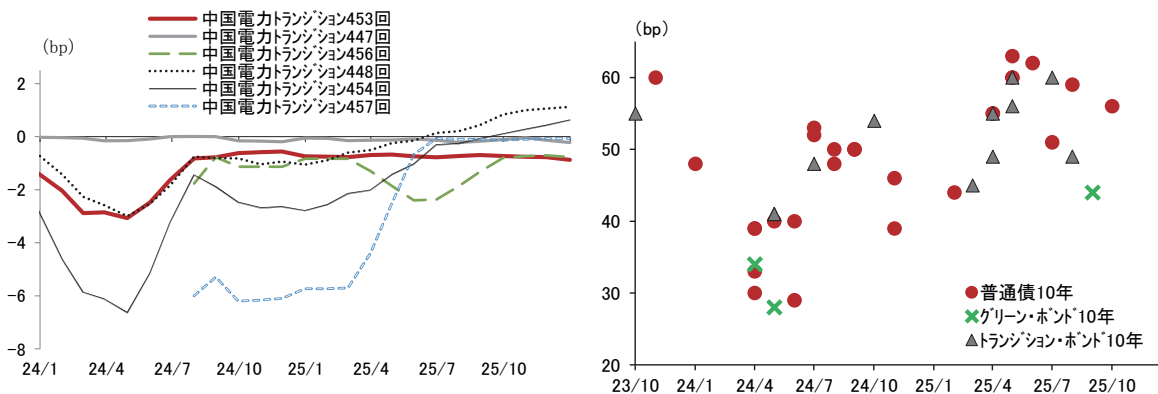 中国電力トランジション453回
中国電力トランジション447回
中国電力トランジション456回
中国電力トランジション448回
中国電力トランジション454回
中国電力トランジション457回
(bp)
2
0
-2
-4
-6
-8
24/1
24/4
24/7
24/10
25/1
25/4
25/7
25/10
(bp)
60
50
40
30
20
普通債10年
グリーン・ボンド10年
トランジション・ボンド10年
23/10
24/1
24/4
24/7
24/10
25/1
25/4
25/7
25/10